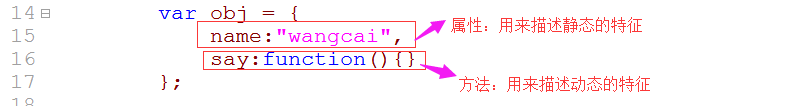 14 var obj = {
属性：用来描述静态的特征
15 name:"wangcai",
16 say:function(){}
17 };
方法：用来描述动态的特征